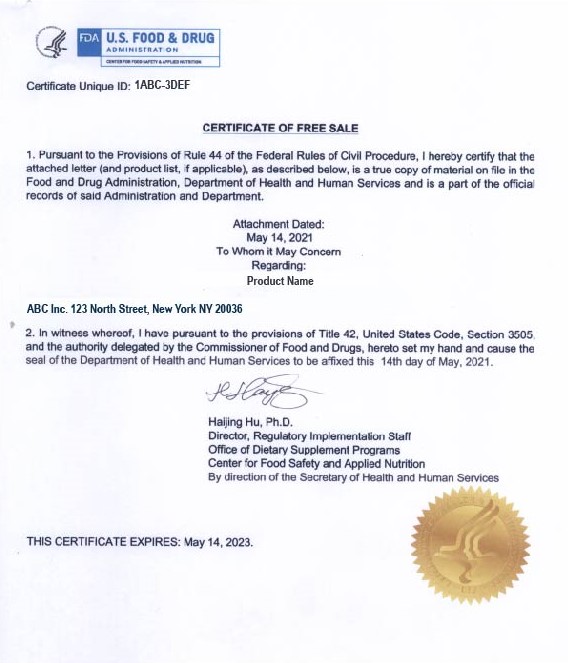 FDA U.S. FOOD & DRUG
ADMINISTRATION
CENTER FOR FOOD SAFETY & APPLIED NUTRITION
Certificate Unique ID: 1ABC-3DEF
CERTIFICATE OF FREE SALE
1. Pursuant to the Provisions of Rule 44 of the Federal Rules of Civil Procedure, I hereby certify that the
attached letter (and product list, if applicable), as described below, is a true copy of material on file in the
Food and Drug Administration, Department of Health and Human Services and is a part of the official
records of said Administration and Department.
Attachment Dated:
May 14, 2021
To Whom it May Concern
Regarding:
Product Name
ABC Inc. 123 North Street, New York NY 20036
2. In witness whereof, I have pursuant to the provisions of Title 42, United States Code, Section 3505,
and the authority delegated by the Commissioner of Food and Drugs, hereto set my hand and cause the
seal of the Department of Health and Human Services to be affixed this 14th day of May, 2021.
Haijing Hu, Ph.D.
Director, Regulatory Implementation Staff
Office of Dietary Supplement Programs
Center for Food Safety and Applied Nutrition
By direction of the Secretary of Health and Human Services
THIS CERTIFICATE EXPIRES: May 14, 2023.